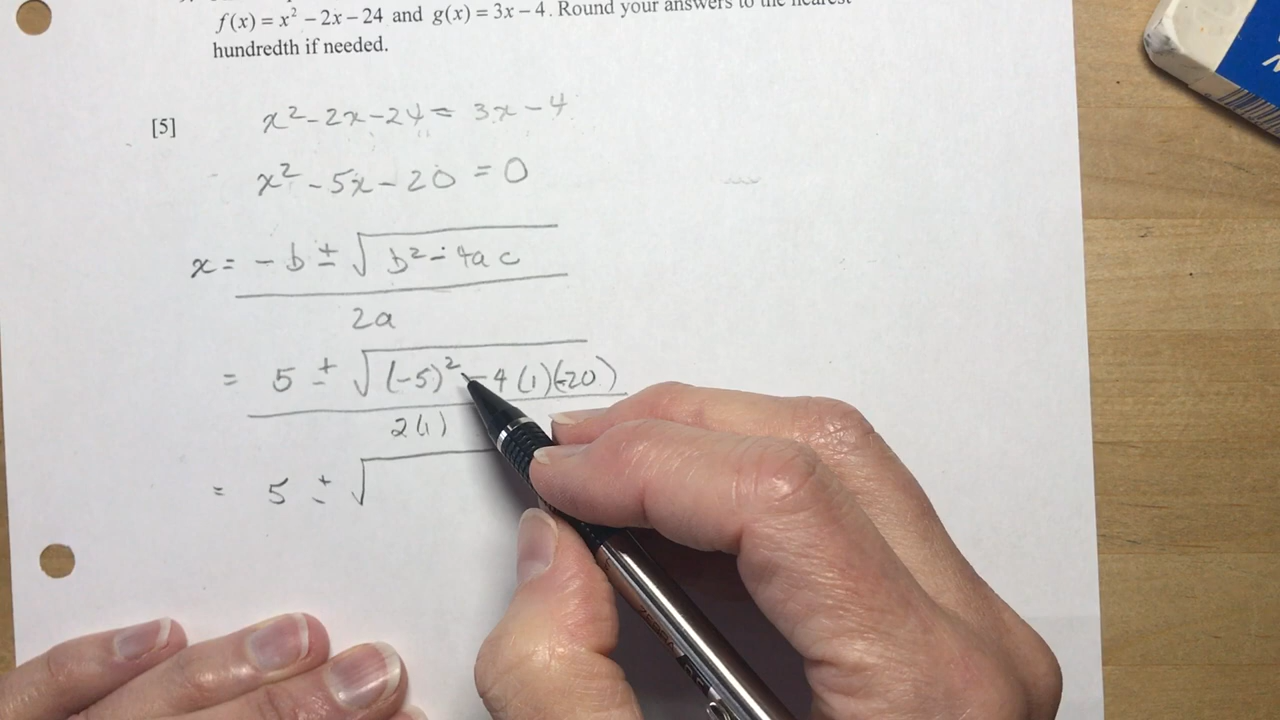 f(x) = x² – 2x – 24 and g(x) = 3x – 4. Round your answers to the nearest
hundredth if needed.
[5] x² - 2x - 24 = 3x - 4
x² - 5x - 20 = 0
x = -b ± √(b² - 4ac)
2a
= 5 ± √((-5)² - 4(1)(-20))
2(1)
= 5 ± √